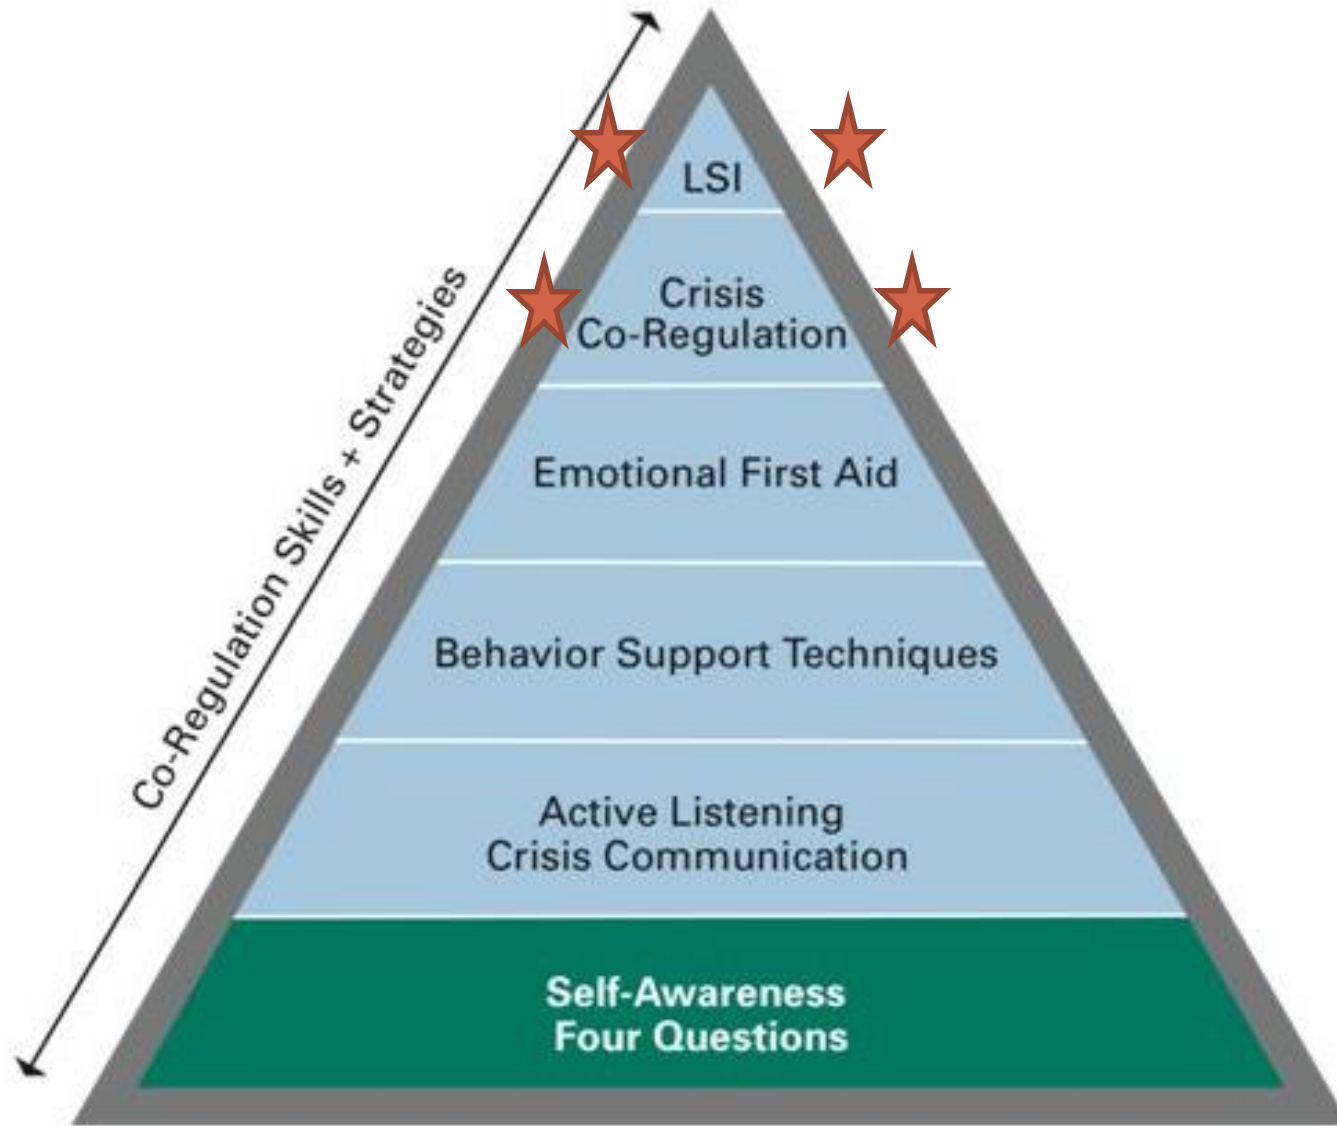 LSI
Crisis
Co-Regulation
Emotional First Aid
Behavior Support Techniques
Active Listening
Crisis Communication
Self-Awareness
Four Questions
Co-Regulation Skills + Strategies